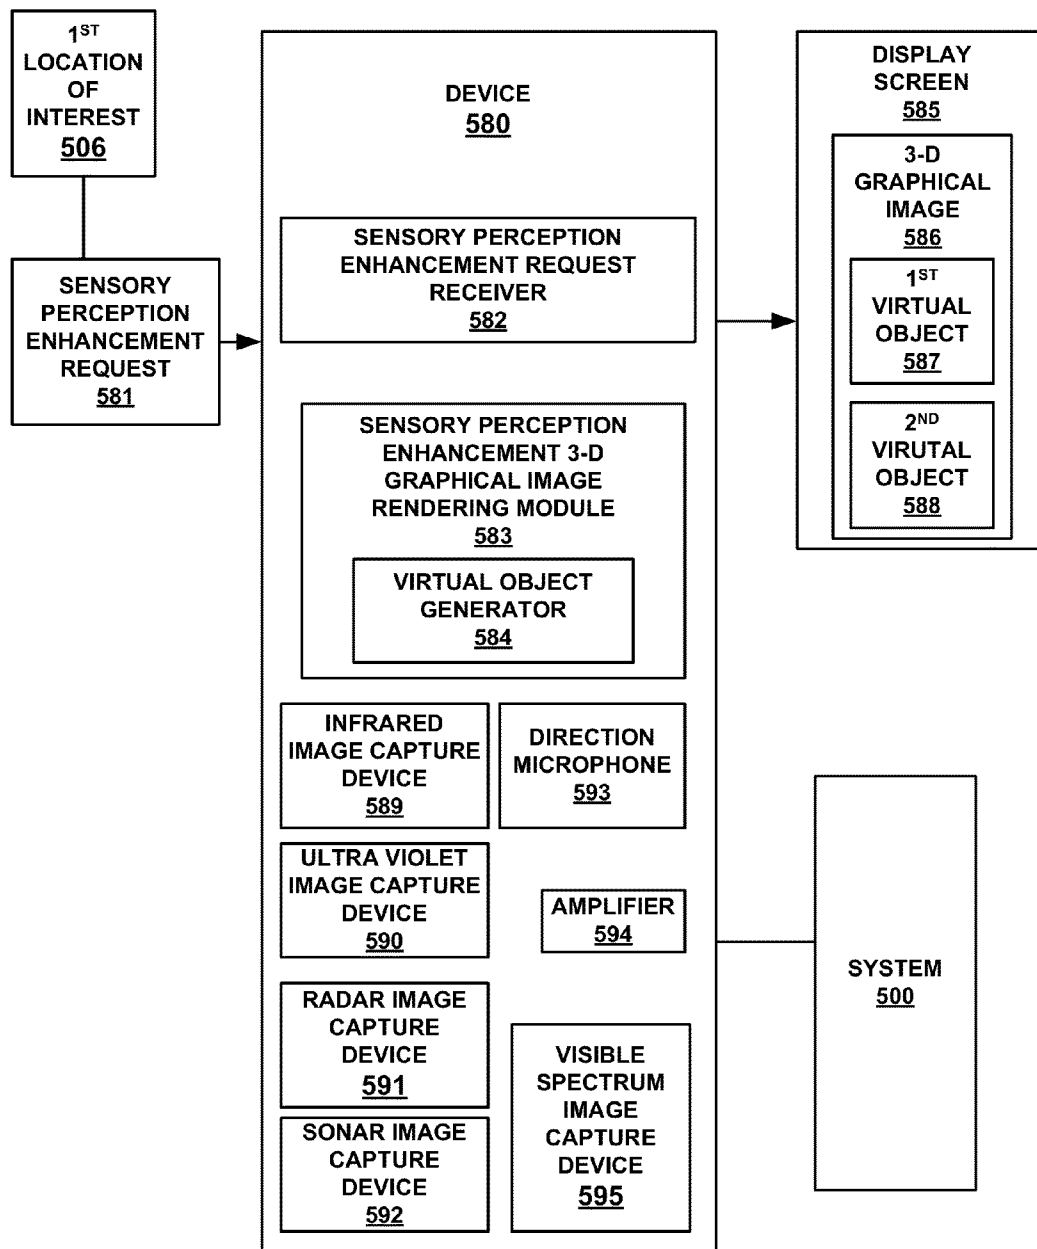 1ST
LOCATION
OF
INTEREST
506
SENSORY
PERCEPTION
ENHANCEMENT
REQUEST
581
DEVICE
580
SENSORY PERCEPTION
ENHANCEMENT REQUEST
RECEIVER
582
SENSORY PERCEPTION
ENHANCEMENT 3-D
GRAPHICAL IMAGE
RENDERING MODULE
583
VIRTUAL OBJECT
GENERATOR
584
INFRARED
IMAGE CAPTURE
DEVICE
589
DIRECTION
MICROPHONE
593
ULTRA VIOLET
IMAGE CAPTURE
DEVICE
590
AMPLIFIER
594
RADAR IMAGE
CAPTURE
DEVICE
591
VISIBLE
SPECTRUM
IMAGE
CAPTURE
DEVICE
595
SONAR IMAGE
CAPTURE
DEVICE
592
DISPLAY
SCREEN
585
3-D
GRAPHICAL
IMAGE
586
1ST
VIRTUAL
OBJECT
587
2ND
VIRUTAL
OBJECT
588
SYSTEM
500